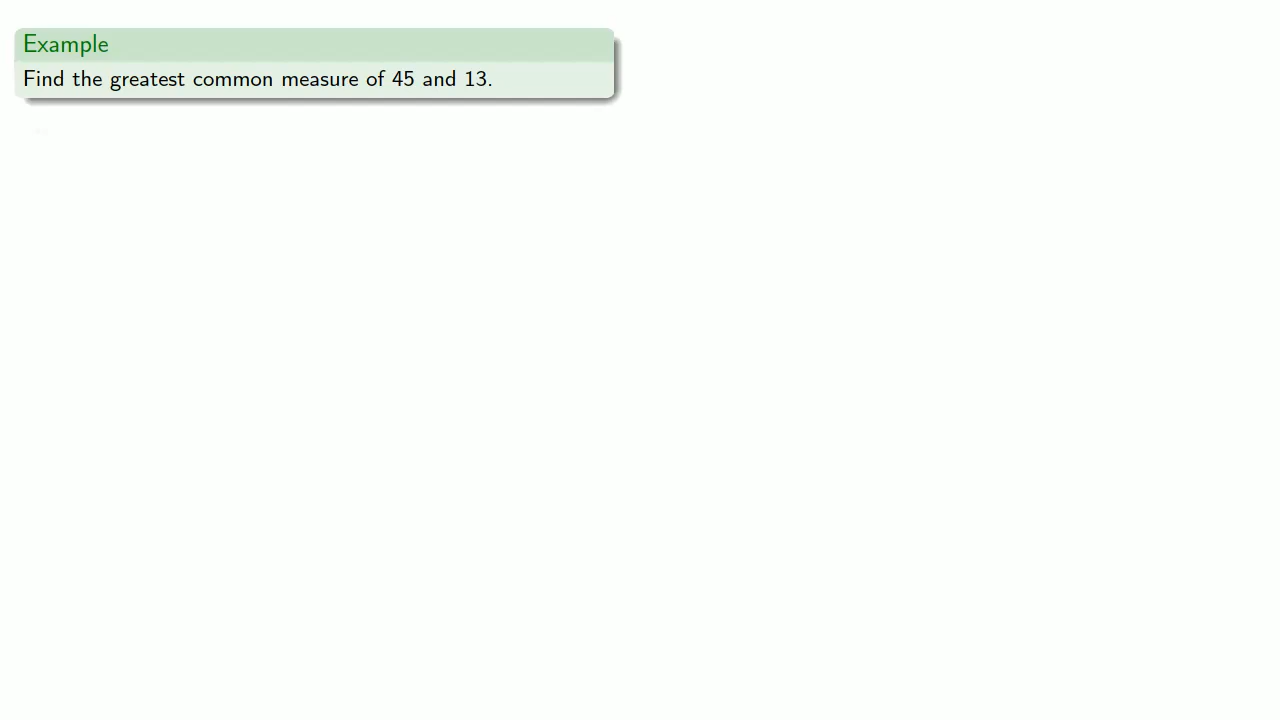 Example
Find the greatest common measure of 45 and 13.